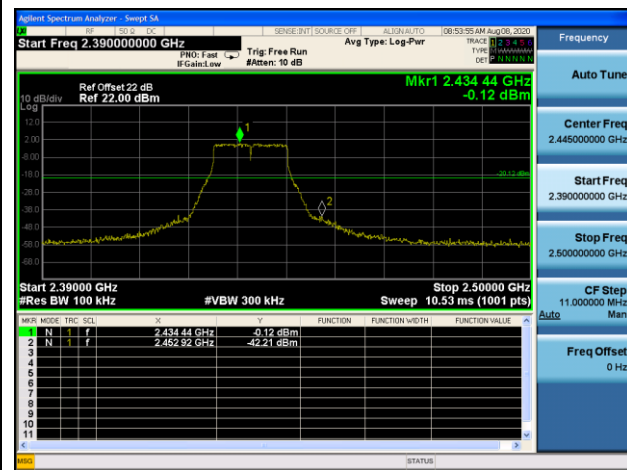 Agilent Spectrum Analyzer - Swept SA
RF 50 Ω DC SENSE:INT SOURCE OFF ALIGN AUTO 08:53:55 AM Aug 08, 2020
Start Freq 2.390000000 GHz
PNO: Fast
IFGain:Low
Trig: Free Run
#Atten: 10 dB
Avg Type: Log-Pwr
TRACE 1 2 3 4 5 6
TYPE
DET P N N N N N
Ref Offset 22 dB
Ref 22.00 dBm
10 dB/div
Log
Mkr1 2.434 44 GHz
-0.12 dBm
12.0
2.00
-8.00
-18.0
-28.0
-38.0
-48.0
-58.0
-68.0
1
2
-20.12 dBm
Start 2.39000 GHz Stop 2.50000 GHz
#Res BW 100 kHz #VBW 300 kHz Sweep 10.53 ms (1001 pts)
MKR MODE TRC SCL X Y FUNCTION FUNCTION WIDTH FUNCTION VALUE
1 N 1 f 2.434 44 GHz -0.12 dBm
2 N 1 f 2.452 92 GHz -42.21 dBm
3
4
5
6
7
8
9
10
11
MSG STATUS
Frequency
Auto Tune
Center Freq
2.445000000 GHz
Start Freq
2.390000000 GHz
Stop Freq
2.500000000 GHz
CF Step
11.000000 MHz
Auto Man
Freq Offset
0 Hz